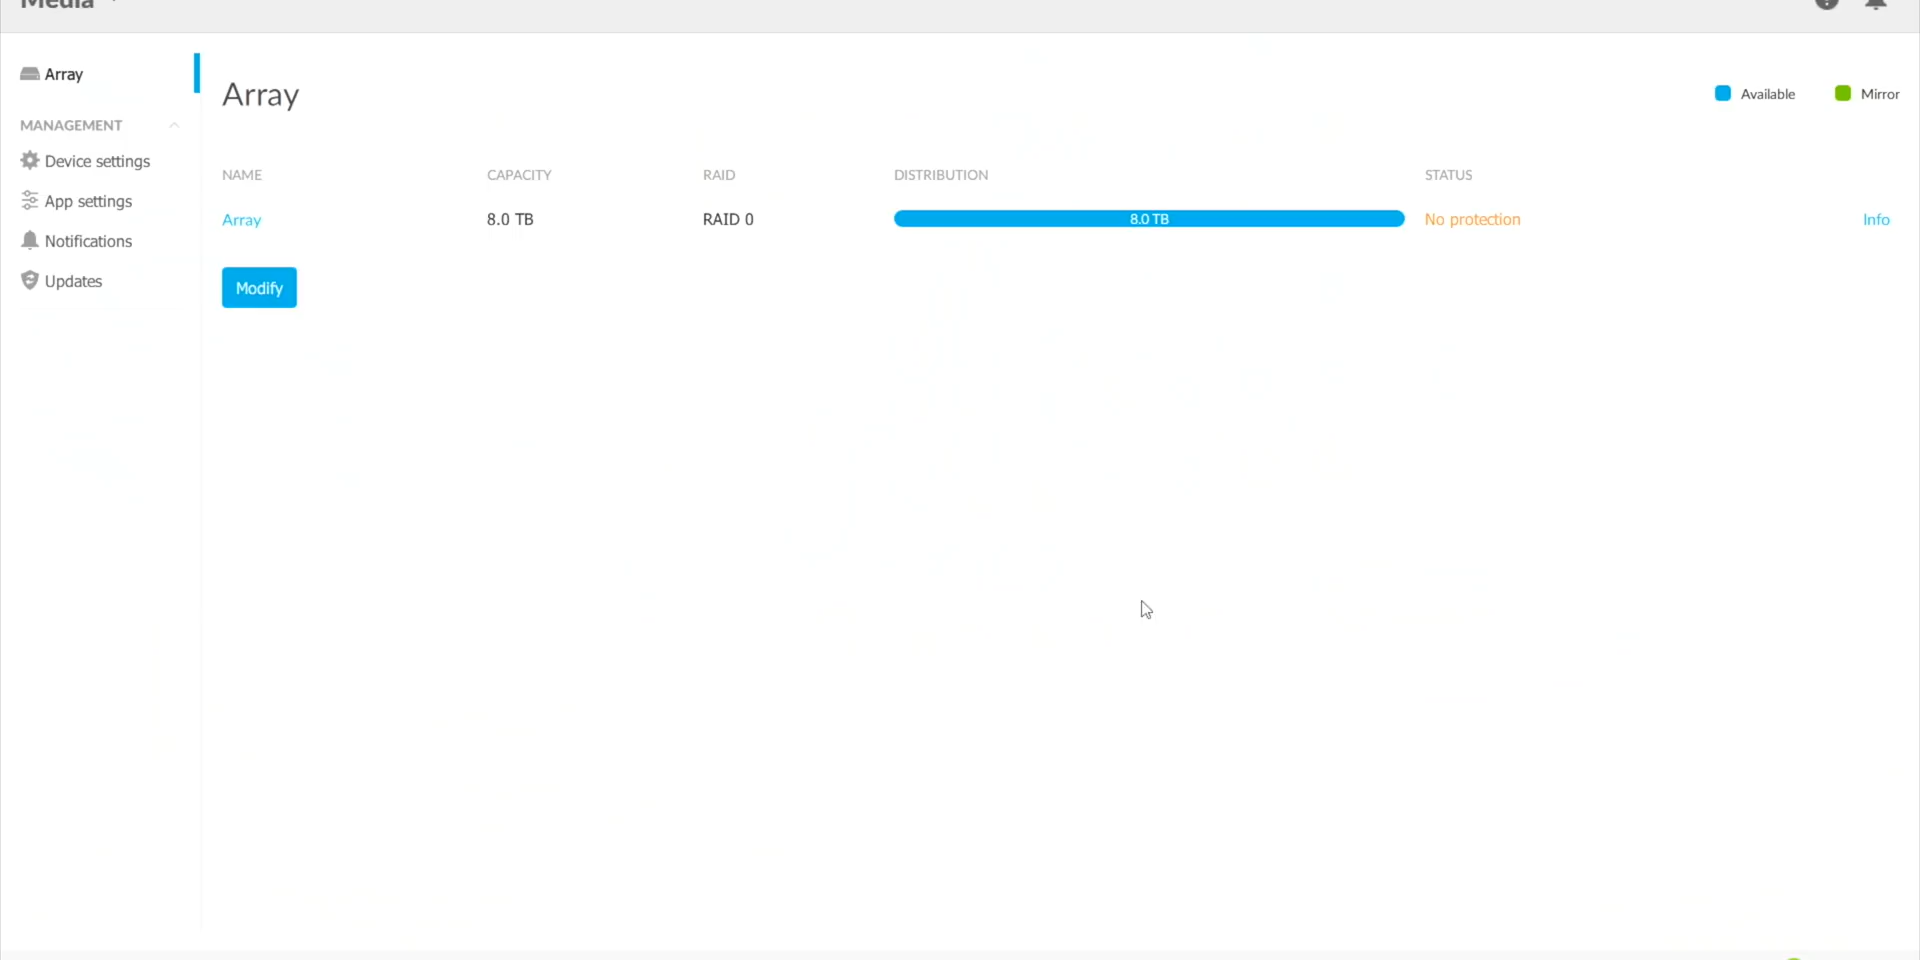 Media
Array
MANAGEMENT
Device settings
App settings
Notifications
Updates
Array
Available
Mirror
NAME CAPACITY RAID DISTRIBUTION STATUS
Array 8.0 TB RAID 0 8.0 TB No protection Info
Modify